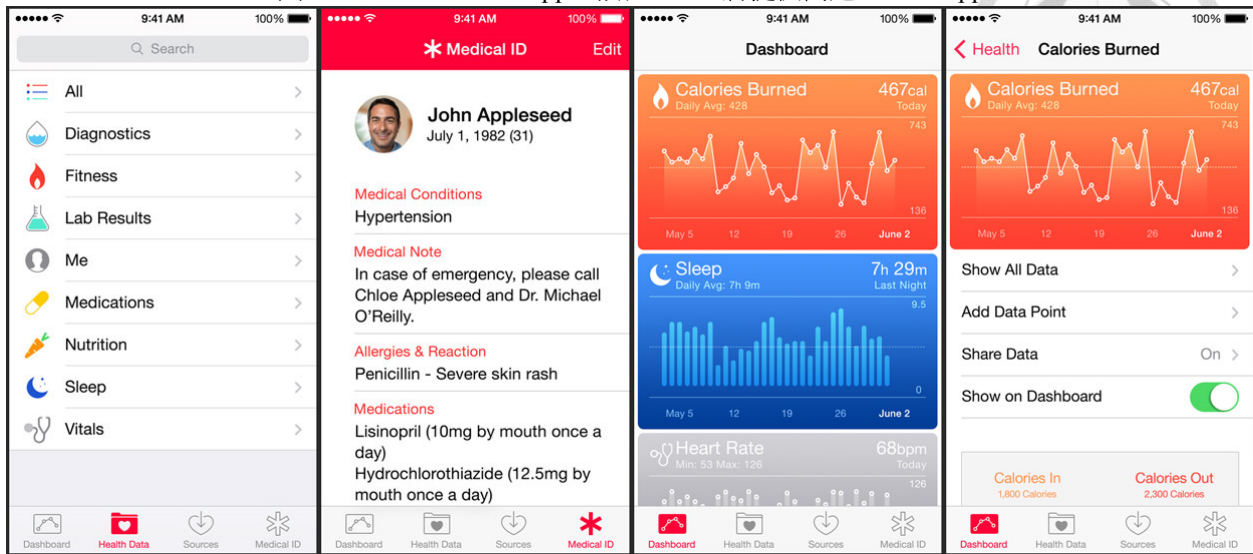 9:41 AM 100%
Search
All
Diagnostics
Fitness
Lab Results
Me
Medications
Nutrition
Sleep
Vitals
Dashboard Health Data Sources Medical ID
9:41 AM 100%
Medical ID Edit
John Appleseed
July 1, 1982 (31)
Medical Conditions
Hypertension
Medical Note
In case of emergency, please call
Chloe Appleseed and Dr. Michael
O'Reilly.
Allergies & Reaction
Penicillin - Severe skin rash
Medications
Lisinopril (10mg by mouth once a
day)
Hydrochlorothiazide (12.5mg by
mouth once a day)
Dashboard Health Data Sources Medical ID
9:41 AM 100%
Dashboard
Calories Burned 467cal
Daily Avg: 428 Today
743
136
May 5 12 19 26 June 2
Sleep 7h 29m
Daily Avg: 7h 9m Last Night
9.5
0
May 5 12 19 26 June 2
Heart Rate 68bpm
Min: 53 Max: 126 Today
126
Dashboard Health Data Sources Medical ID
9:41 AM 100%
Health Calories Burned
Calories Burned 467cal
Daily Avg: 428 Today
743
136
May 5 12 19 26 June 2
Show All Data
Add Data Point
Share Data On
Show on Dashboard
Calories In Calories Out
1,800 Calories 2,300 Calories
Dashboard Health Data Sources Medical ID